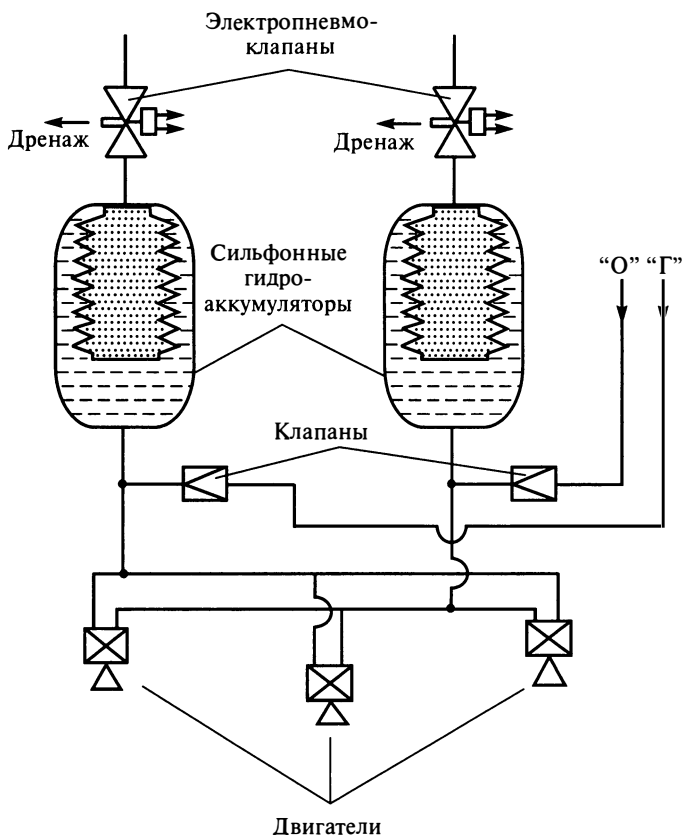 Электропневмо-
клапаны
Дренаж
Дренаж
Сильфонные
гидро-
аккумуляторы
“О” “Г”
Клапаны
Двигатели